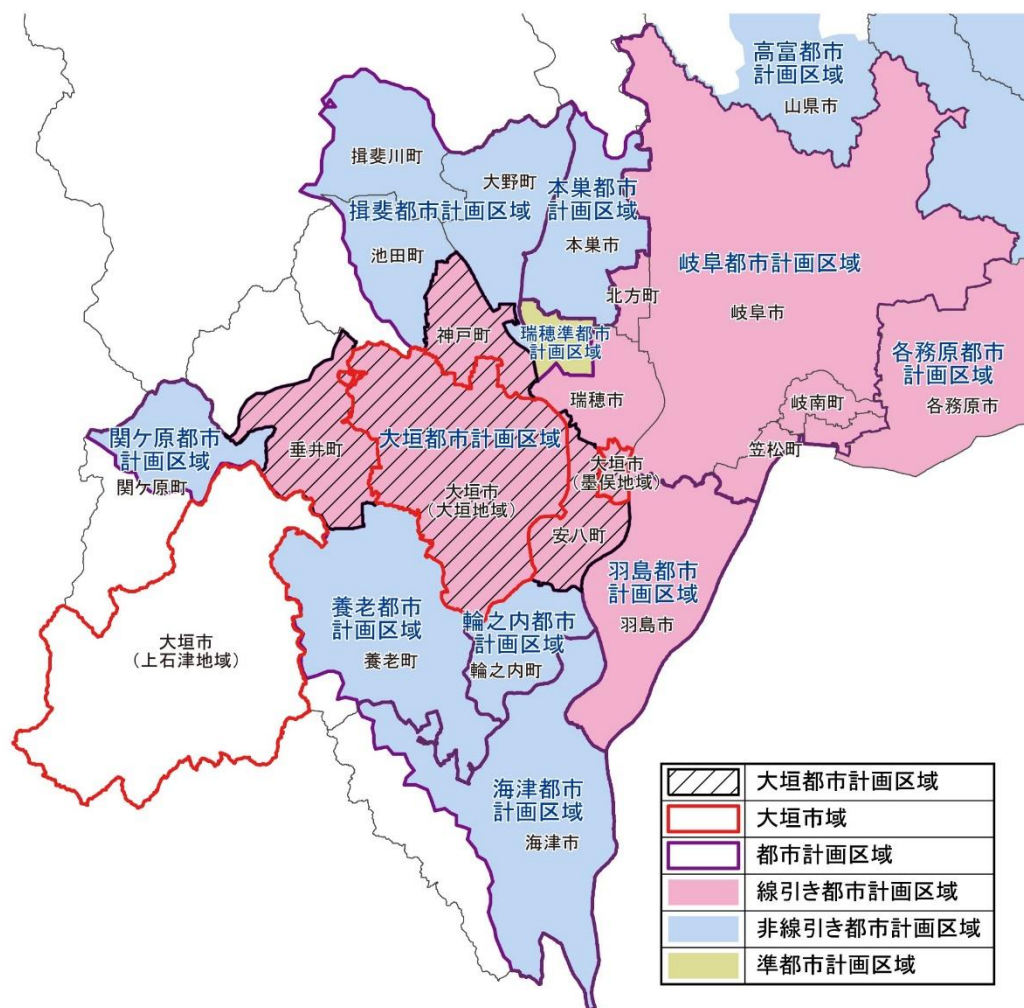 高富都市
計画区域
山県市
揖斐川町
大野町
本巣都市
計画区域
揖斐都市計画区域
本巣市
池田町
岐阜都市計画区域
北方町
岐阜市
神戸町
瑞穂準都市
計画区域
各務原都市
計画区域
各務原市
瑞穂市
岐南町
関ケ原都市
計画区域
関ケ原町
垂井町
大垣都市計画区域
笠松町
大垣市
(墨俣地域)
大垣市
(大垣地域)
安八町
羽島都市
計画区域
羽島市
養老都市
計画区域
養老町
輪之内都市
計画区域
輪之内町
大垣市
(上石津地域)
海津都市
計画区域
海津市
大垣都市計画区域
大垣市域
都市計画区域
線引き都市計画区域
非線引き都市計画区域
準都市計画区域